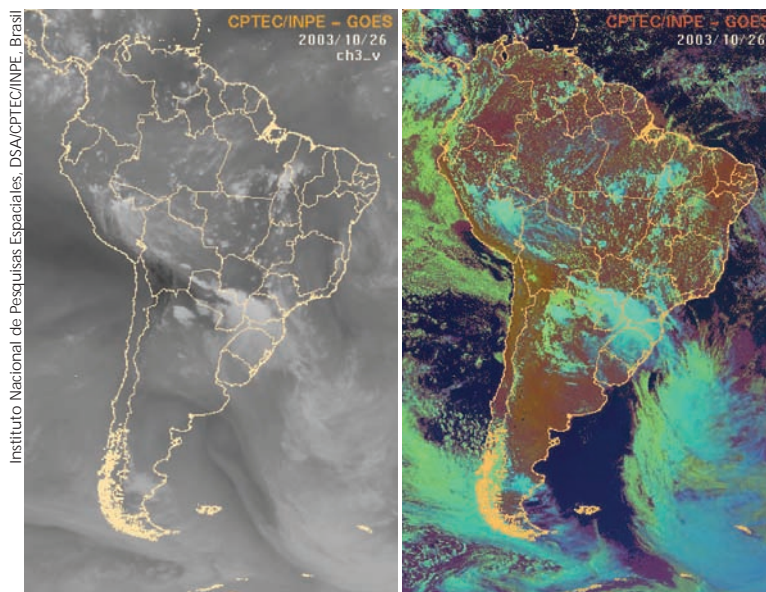 Instituto Nacional de Pesquisas Espaciales, DSA/CPTEC/INPE, Brasil
CPTEC/INPE – GOES
2003/10/26
ch3_v
CPTEC/INPE – GOES
2003/10/26